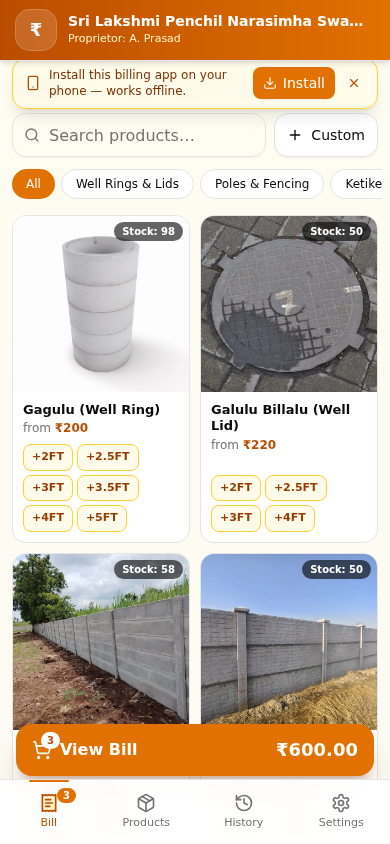 ₹
Sri Lakshmi Penchil Narasimha Swa...
Proprietor: A. Prasad
Install this billing app on your
phone — works offline.
Install
×
Search products...
+ Custom
All
Well Rings & Lids
Poles & Fencing
Ketike
Stock: 98
Stock: 50
Gagulu (Well Ring)
from ₹200
+2FT
+2.5FT
+3FT
+3.5FT
+4FT
+5FT
Galulu Billalu (Well
Lid)
from ₹220
+2FT
+2.5FT
+3FT
+4FT
Stock: 58
Stock: 50
3
View Bill
₹600.00
3
Bill
Products
History
Settings